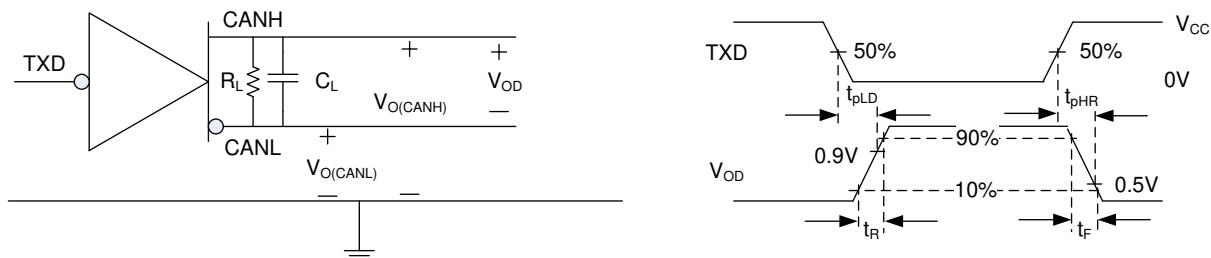 CANH
TXD
R_L
C_L
+
+
V_OD
V_O(CANH)
—
CANL
+
V_O(CANL)
—
—
TXD
V_CC
50%
50%
0V
t_pLD
t_pHR
90%
0.9V
V_OD
10%
0.5V
t_R
t_F